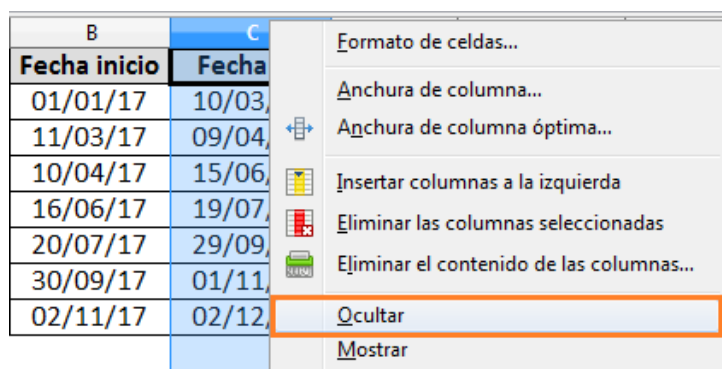 B C
Fecha inicio Fecha
01/01/17 10/03/
11/03/17 09/04/
10/04/17 15/06/
16/06/17 19/07/
20/07/17 29/09/
30/09/17 01/11/
02/11/17 02/12/
Formato de celdas...
Anchura de columna...
Anchura de columna óptima...
Insertar columnas a la izquierda
Eliminar las columnas seleccionadas
Eliminar el contenido de las columnas...
Ocultar
Mostrar